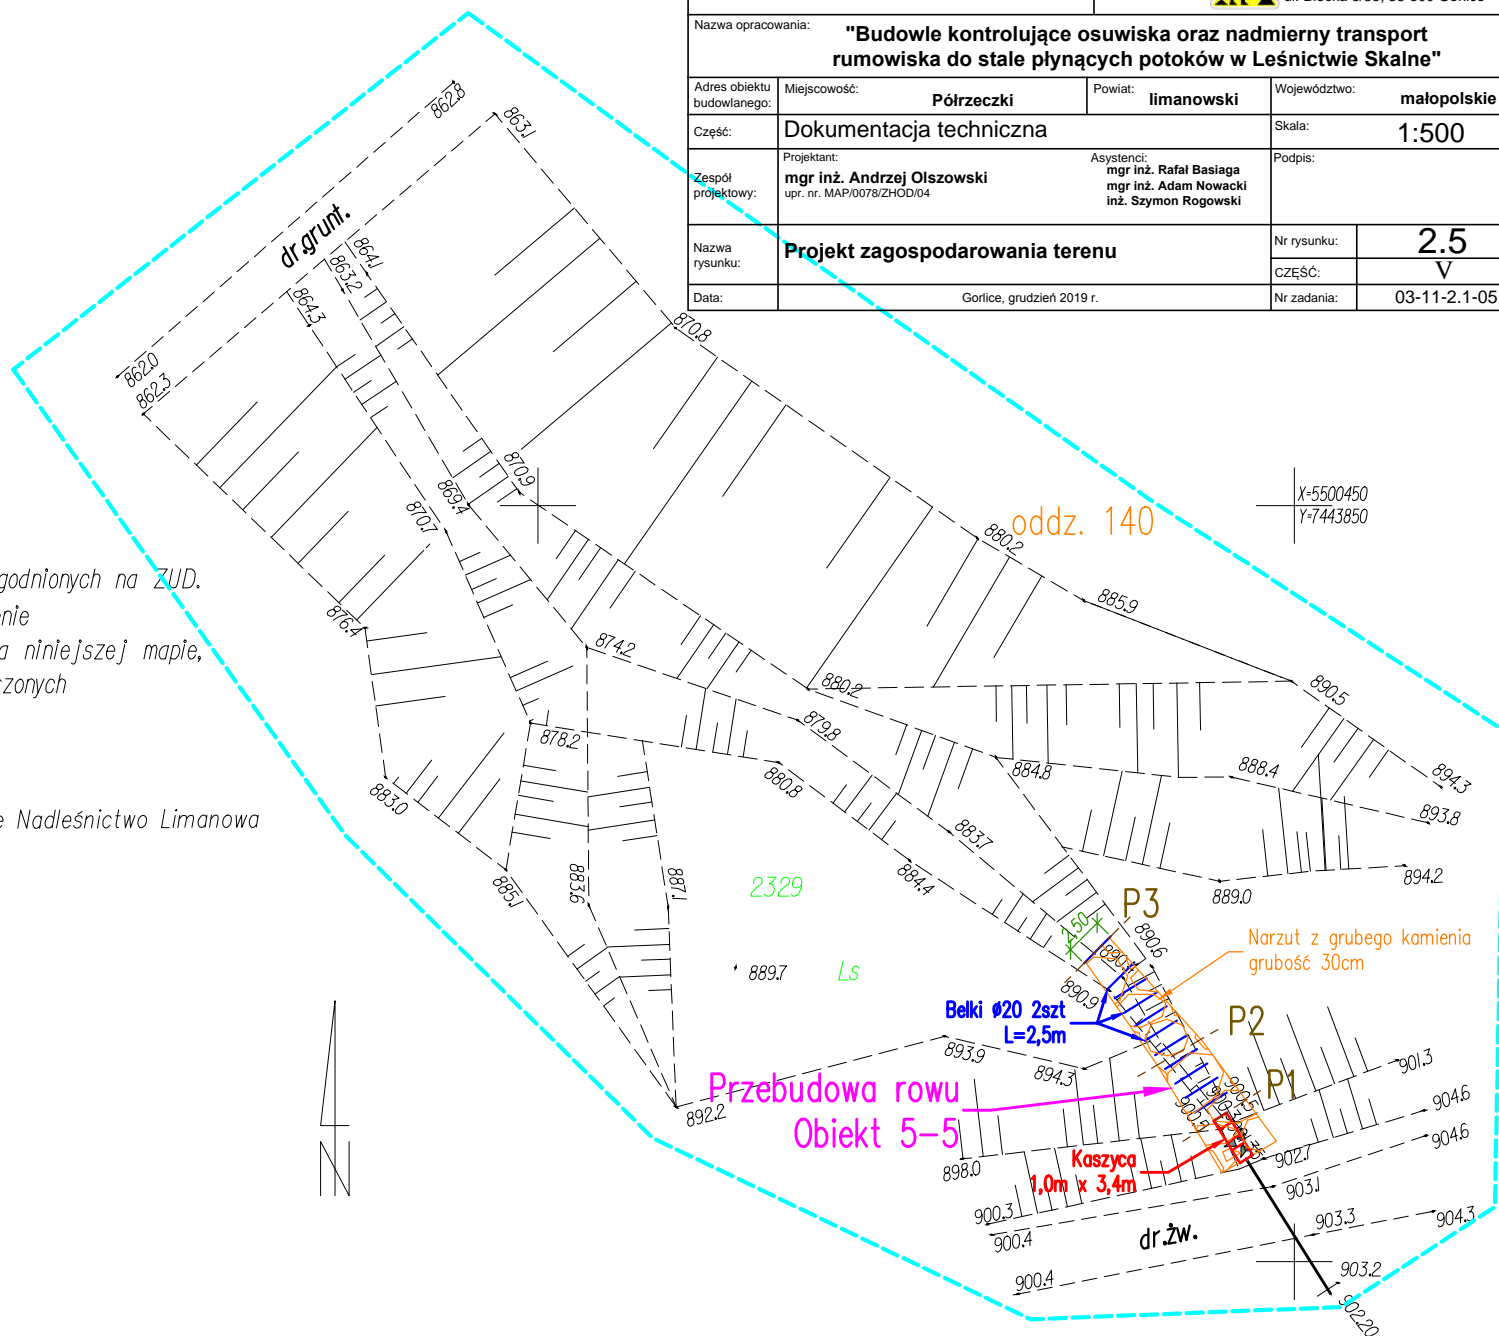 Nazwa opracowania:
"Budowle kontrolujące osuwiska oraz nadmierny transport
rumowiska do stale płynących potoków w Leśnictwie Skalne"
Adres obiektu
budowlanego:
Miejscowość:
Półrzeczki
Powiat:
limanowski
Województwo:
małopolskie
Część:
Dokumentacja techniczna
Skala:
1:500
Zespół
projektowy:
Projektant:
mgr inż. Andrzej Olszowski
upr. nr. MAP/0078/ZHOD/04
Asystenci:
mgr inż. Rafał Basiaga
mgr inż. Adam Nowacki
inż. Szymon Rogowski
Podpis:
Nazwa
rysunku:
Projekt zagospodarowania terenu
Nr rysunku:
2.5
CZĘŚĆ:
V
Data:
Gorlice, grudzień 2019 r.
Nr zadania:
03-11-2.1-05
862.8
863.1
dr.grunt.
864.1
863.2
864.3
862.0
862.3
870.8
870.9
869.4
870.7
X=5500450
Y=7443850
oddz. 140
880.2
885.9
godnionych na ZUD.
enie
a niniejszej mapie,
czonych
876.4
874.2
880.2
890.5
879.8
878.2
880.8
884.8
888.4
894.3
893.8
883.0
e Nadleśnictwo Limanowa
883.7
884.4
885.1
883.6
887.1
2329
894.2
889.0
P3
2,50
890.6
Narzut z grubego kamienia
grubość 30cm
889.7
Ls
890.9
Belki ø20 2szt
L=2,5m
P2
893.9
894.3
P1
901.3
Przebudowa rowu
Obiekt 5-5
892.2
904.6
904.6
898.0
Kaszyca
1,0m x 3,4m
902.7
903.1
900.3
900.4
dr.żw.
903.3
904.3
900.4
903.2
902.20
N